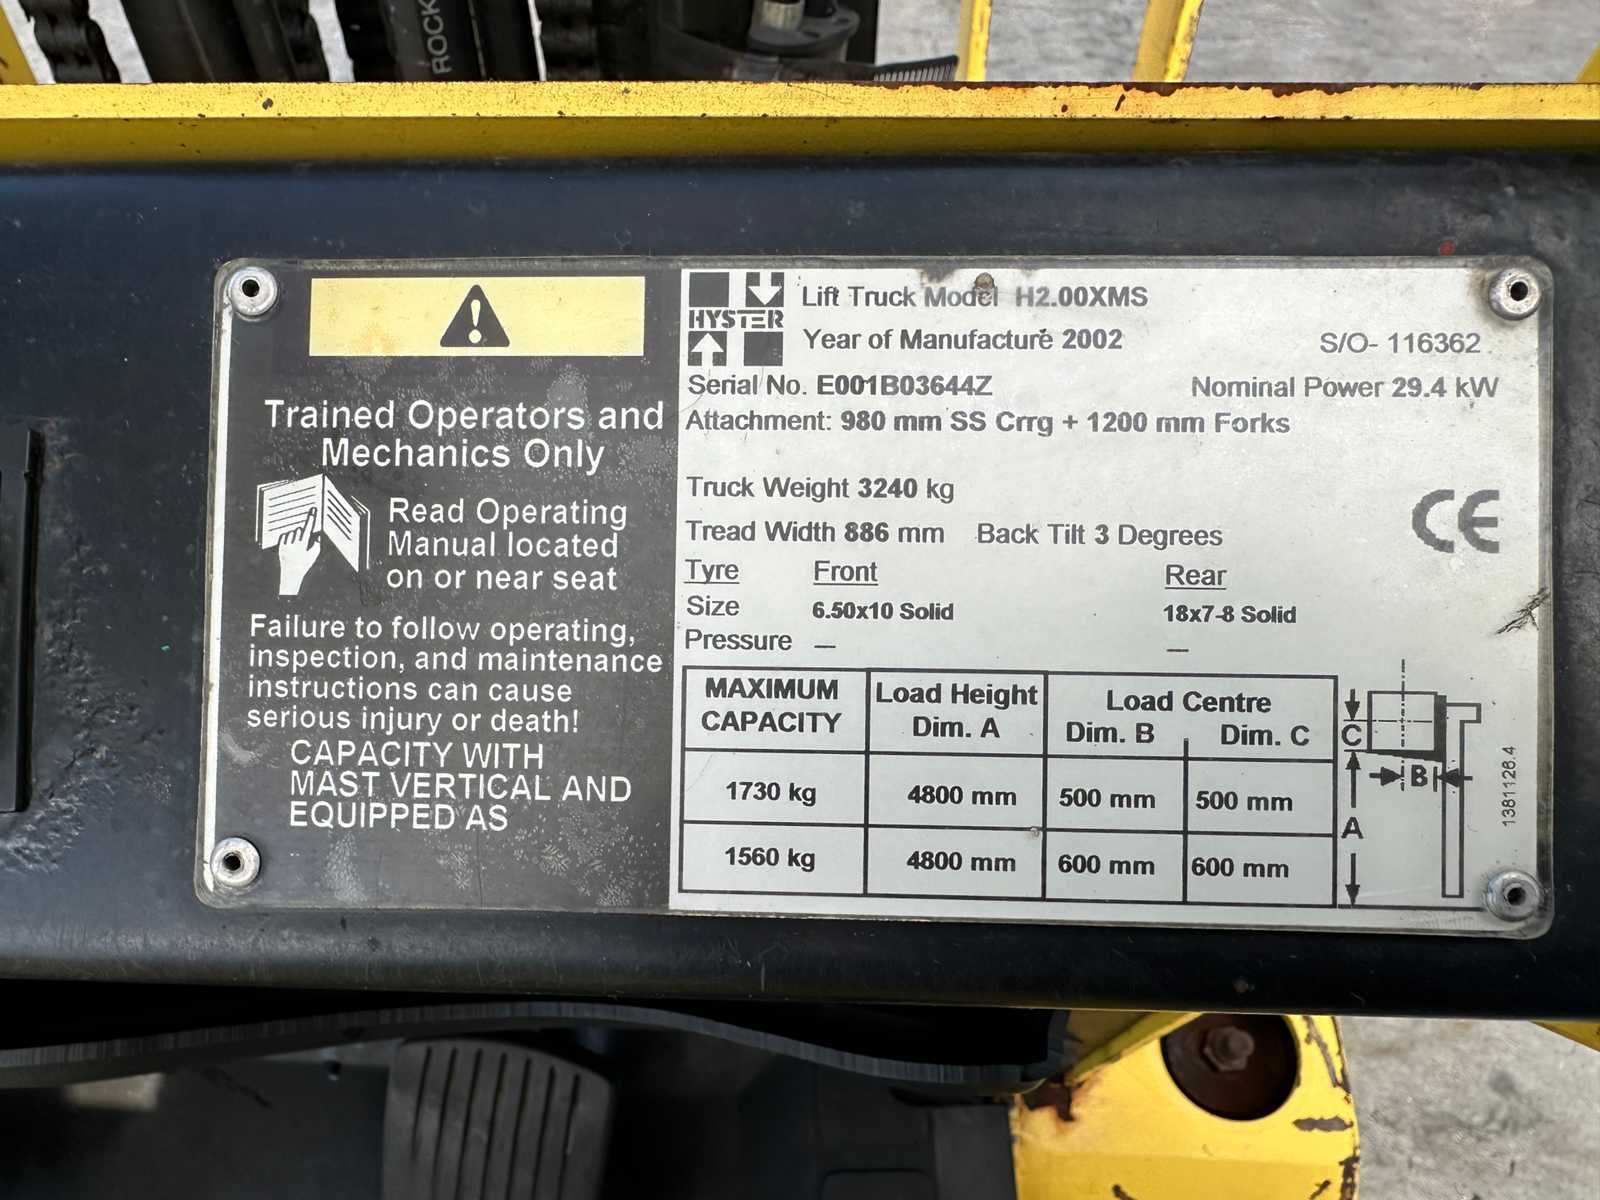 ROCK
Trained Operators and
Mechanics Only
Read Operating
Manual located
on or near seat
Failure to follow operating,
inspection, and maintenance
instructions can cause
serious injury or death!
CAPACITY WITH
MAST VERTICAL AND
EQUIPPED AS
HYSTER
Lift Truck Model H2.00XMS
Year of Manufacture 2002 S/O- 116362
Serial No. E001B03644Z Nominal Power 29.4 kW
Attachment: 980 mm SS Crrg + 1200 mm Forks
Truck Weight 3240 kg
CE
Tread Width 886 mm Back Tilt 3 Degrees
Tyre Front Rear
Size 6.50x10 Solid 18x7-8 Solid
Pressure — —
MAXIMUM CAPACITY Load Height Dim. A Load Centre Dim. B Dim. C
1730 kg 4800 mm 500 mm 500 mm
1560 kg 4800 mm 600 mm 600 mm
C
B
A
1381126.4